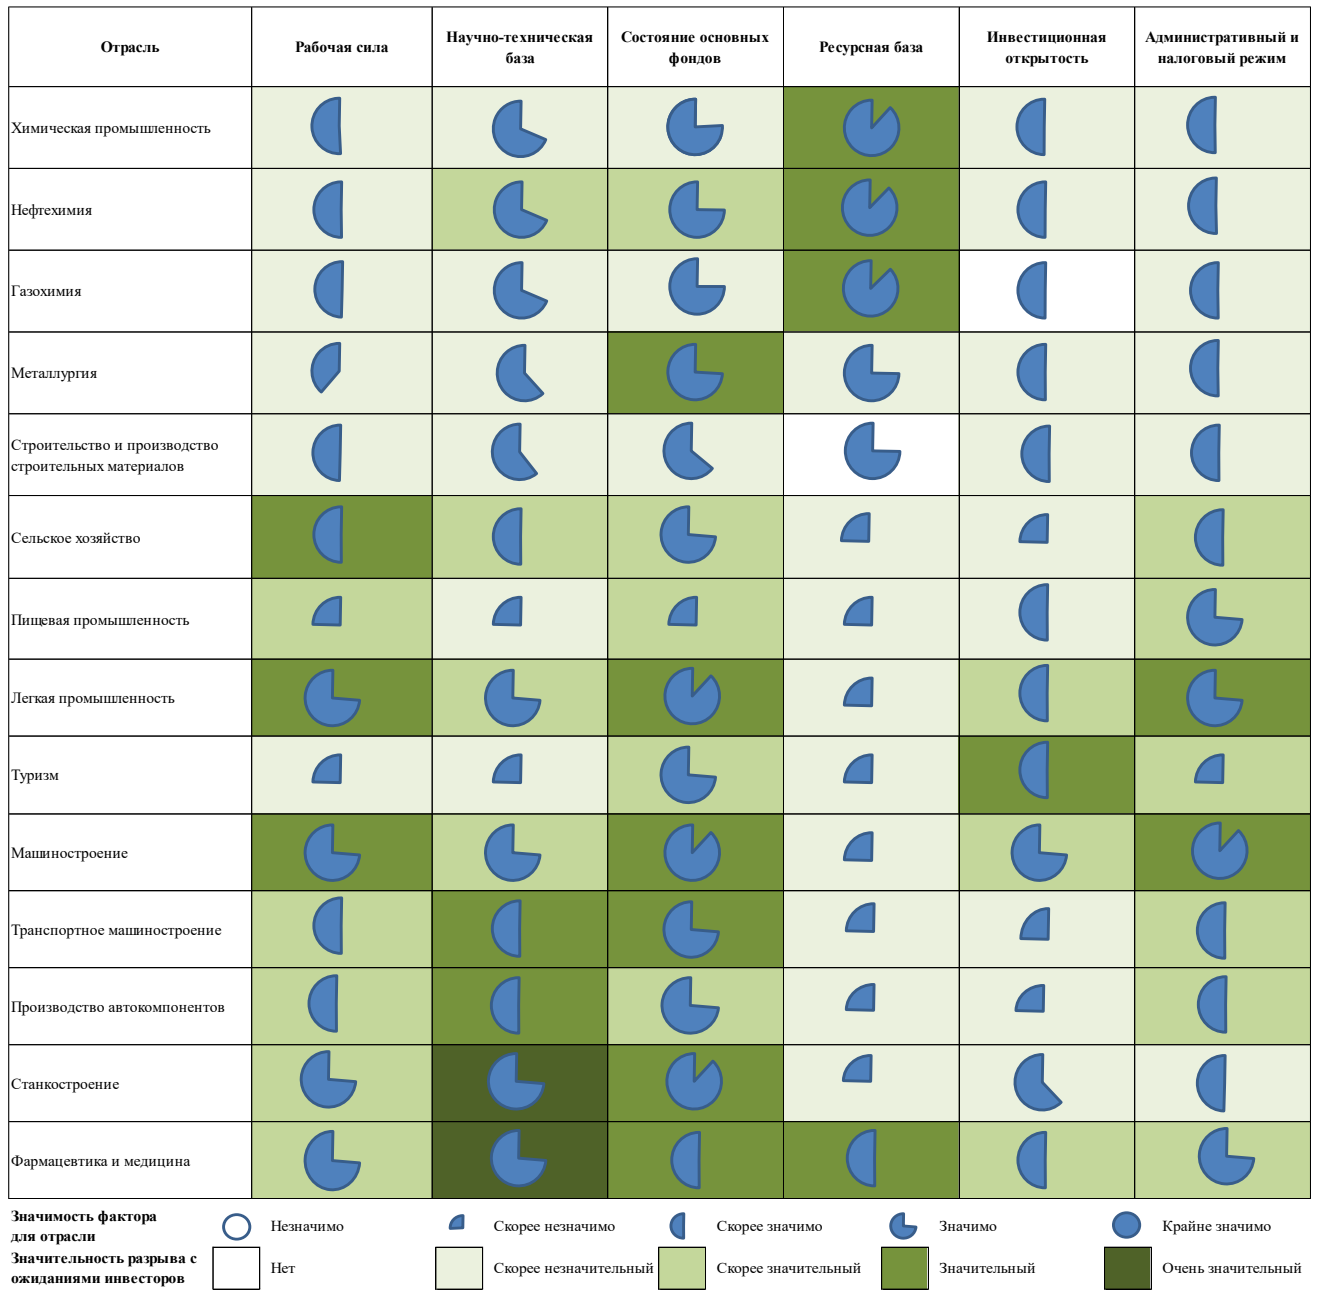 Отрасль
Рабочая сила
Научно-техническая
база
Состояние основных
фондов
Ресурсная база
Инвестиционная
открытость
Административный и
налоговый режим
Химическая промышленность
Нефтехимия
Газохимия
Металлургия
Строительство и производство
строительных материалов
Сельское хозяйство
Пищевая промышленность
Легкая промышленность
Туризм
Машиностроение
Транспортное машиностроение
Производство автокомпонентов
Станкостроение
Фармацевтика и медицина
Значимость фактора
для отрасли
Незначимо
Скорее незначимо
Скорее значимо
Значимо
Крайне значимо
Значительность разрыва с
ожиданиями инвесторов
Нет
Скорее незначительный
Скорее значительный
Значительный
Очень значительный